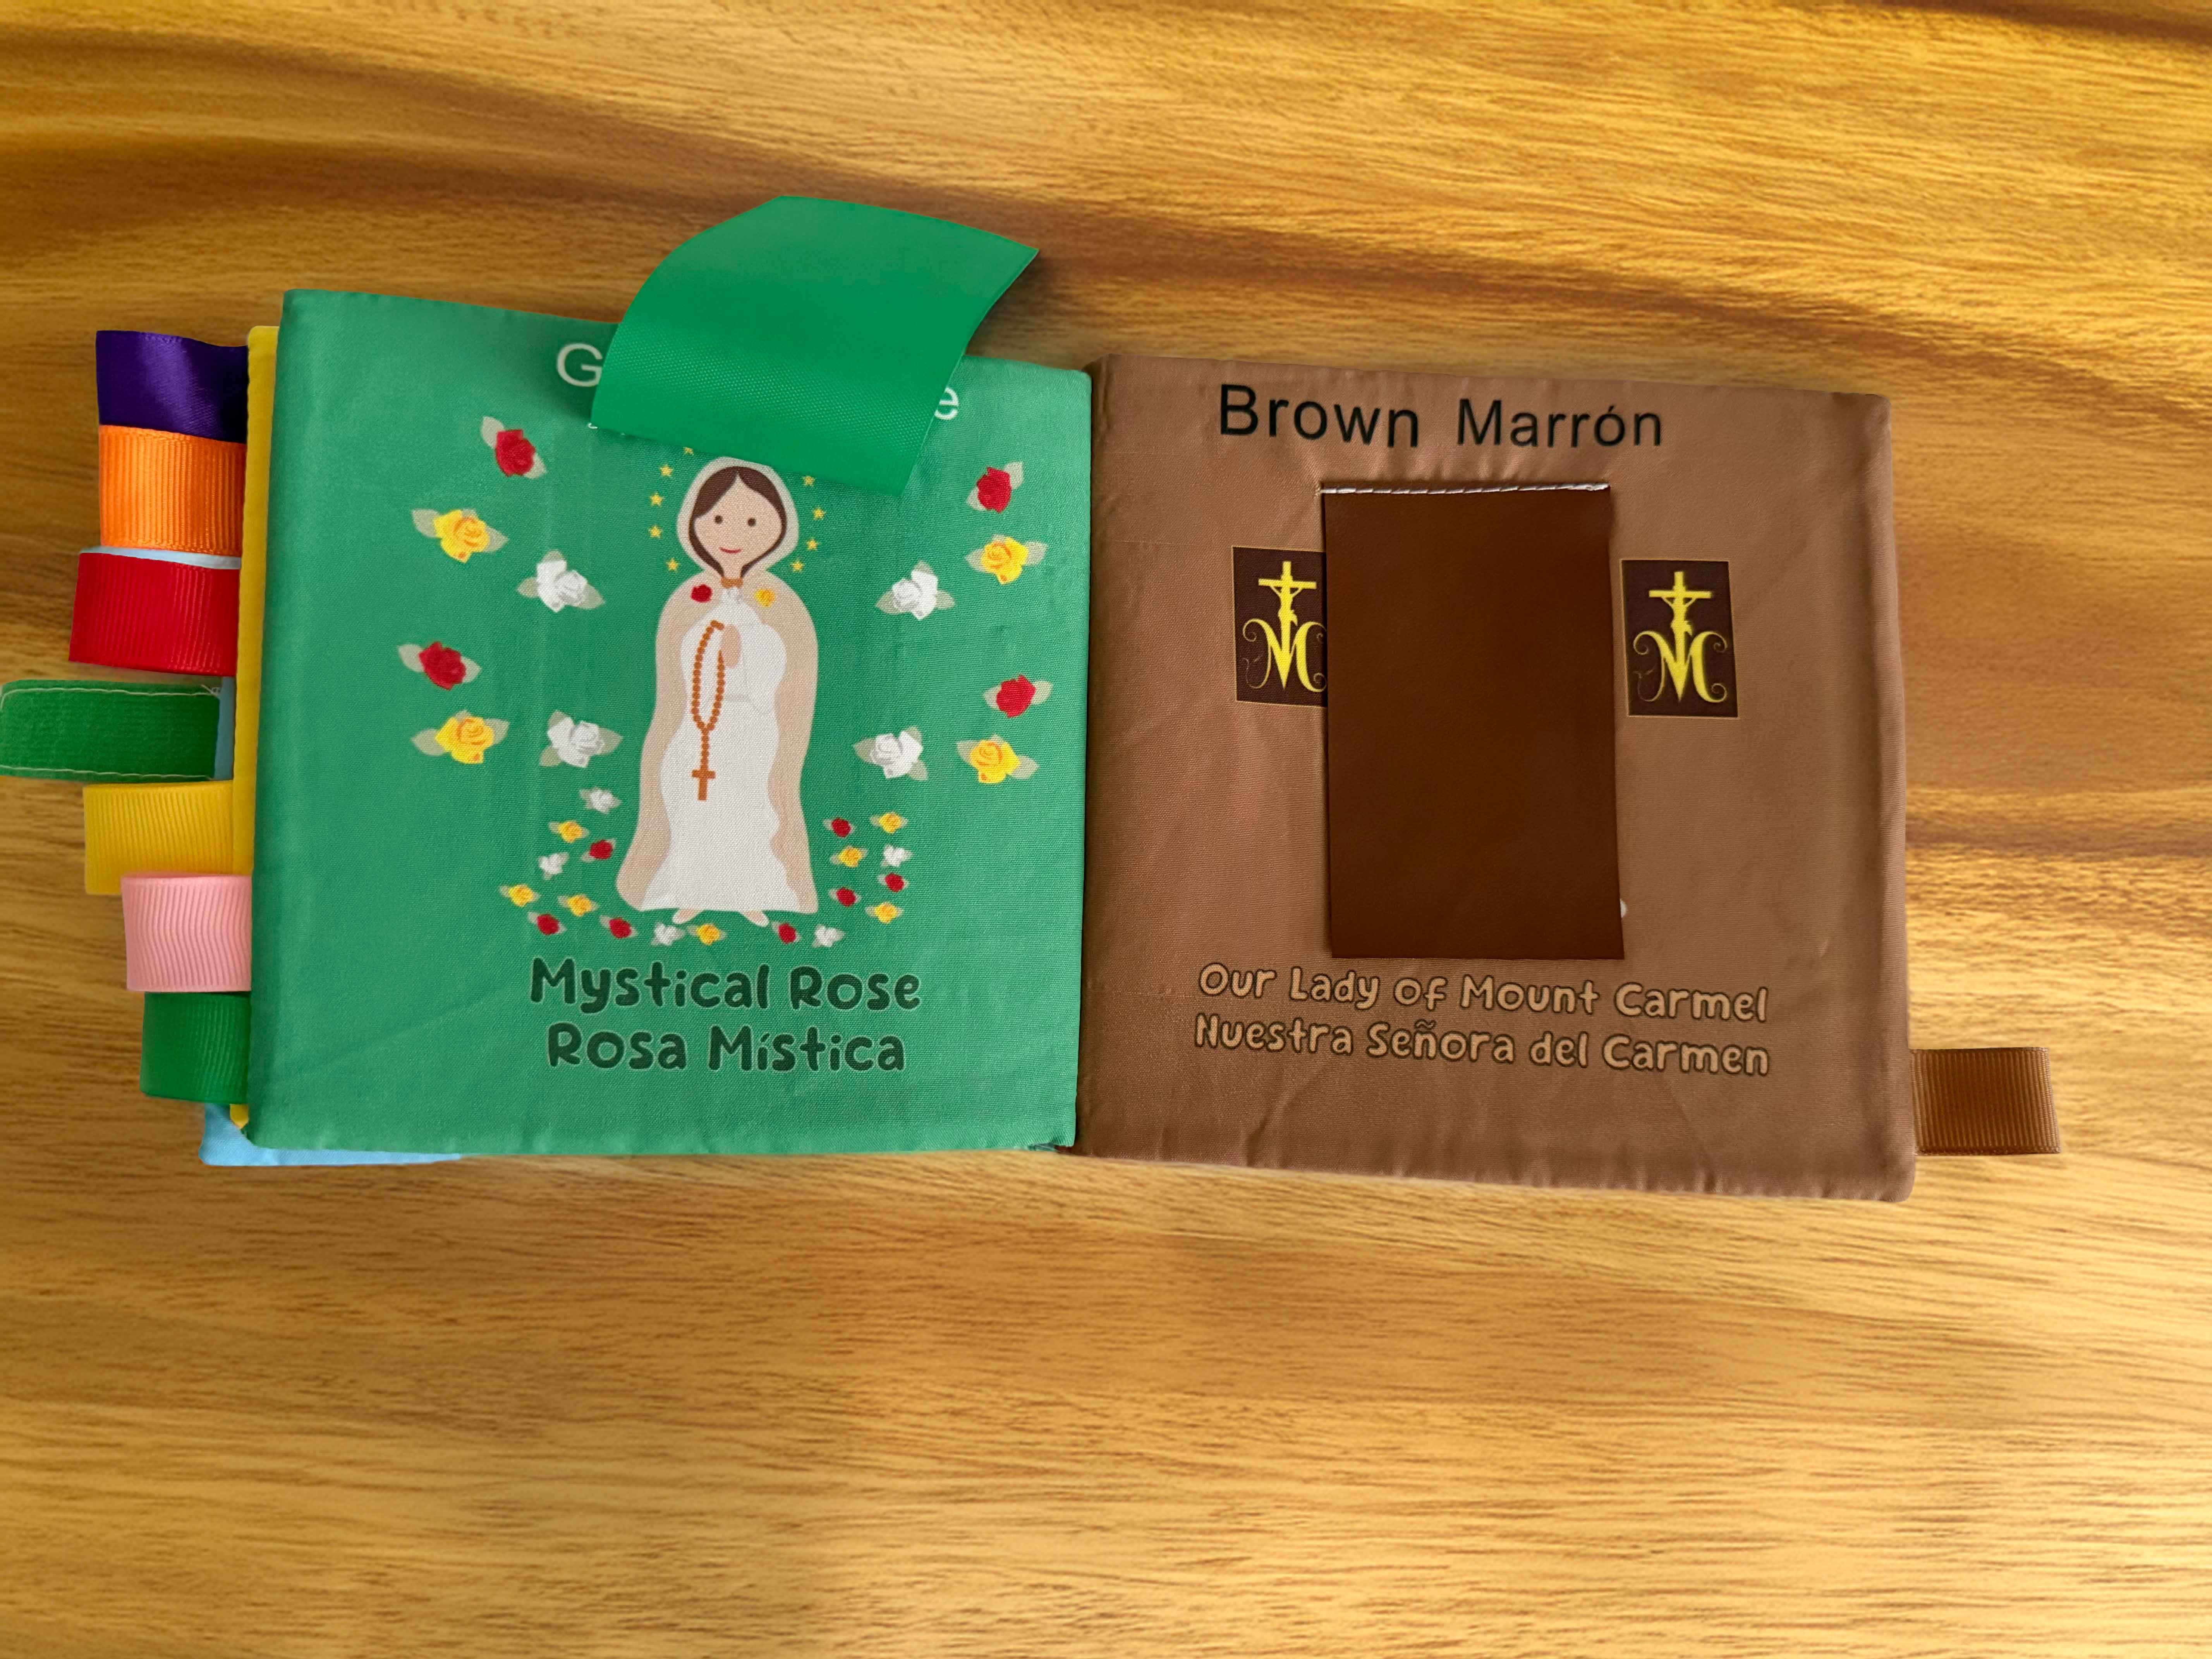 Mystical Rose
Rosa Mística
Brown Marrón
Our Lady of Mount Carmel
Nuestra Señora del Carmen